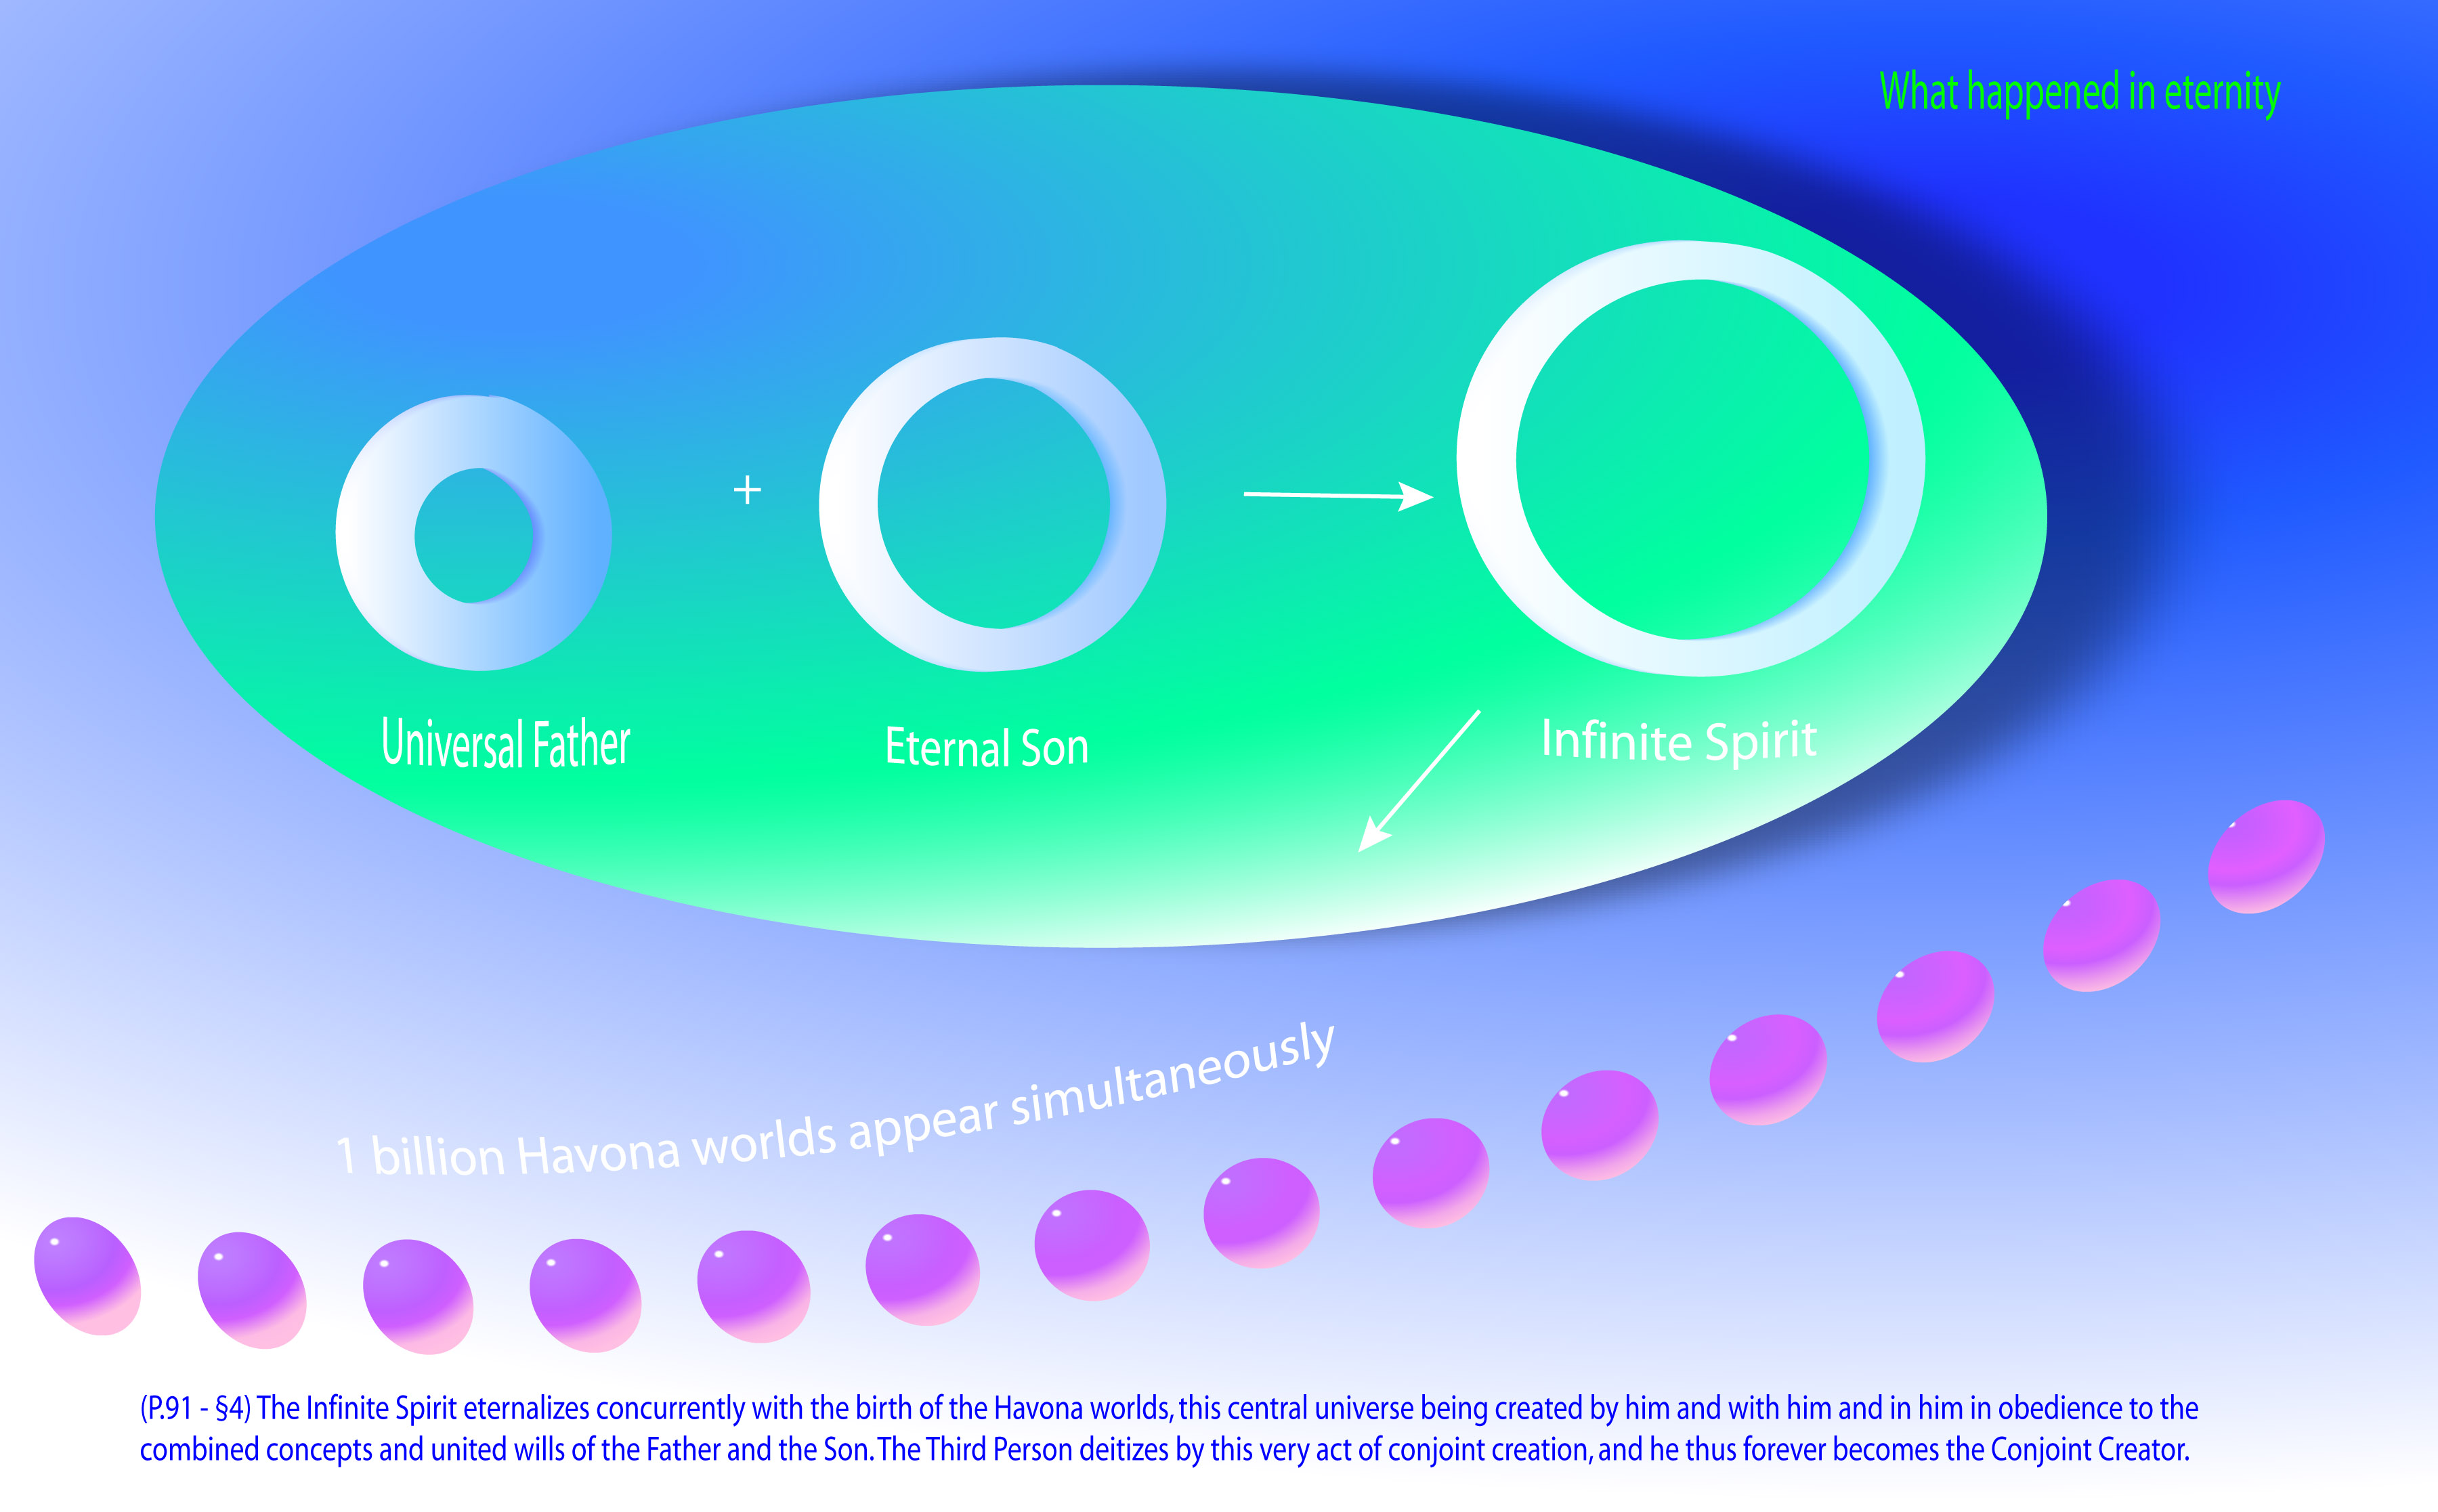 What happened in eternity
+
Universal Father
Eternal Son
Infinite Spirit
1 billion Havona worlds appear simultaneously
(P.91 - §4) The Infinite Spirit eternalizes concurrently with the birth of the Havona worlds, this central universe being created by him and with him and in him in obedience to the
combined concepts and united wills of the Father and the Son. The Third Person deitizes by this very act of conjoint creation, and he thus forever becomes the Conjoint Creator.